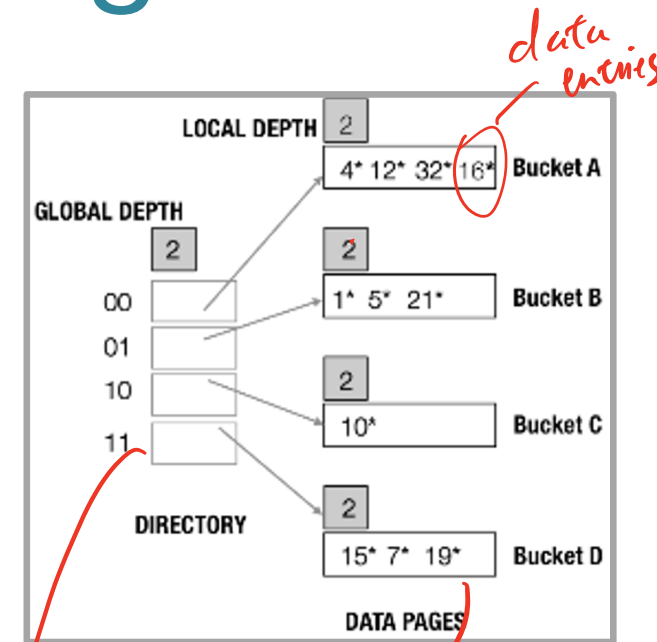 data
entries
LOCAL DEPTH 2
4* 12* 32* 16* Bucket A
GLOBAL DEPTH
2 2
00 1* 5* 21* Bucket B
01
10 2
10* Bucket C
11
2
DIRECTORY
15* 7* 19* Bucket D
DATA PAGES